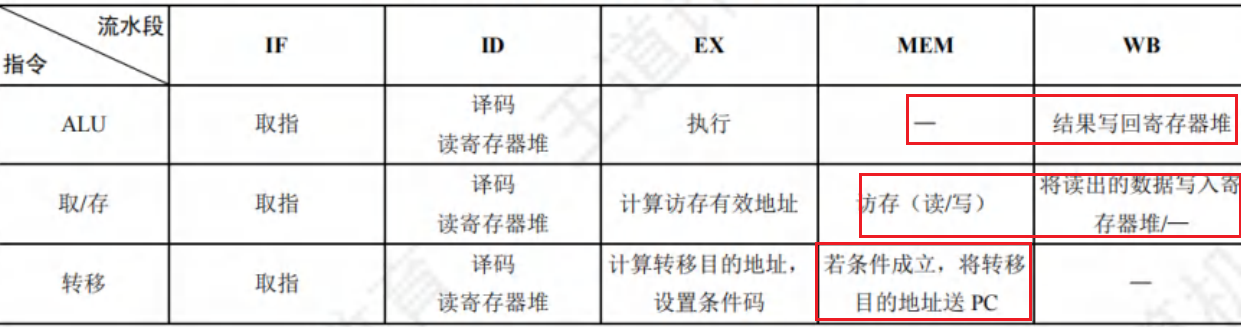 流水段
指令
IF
ID
EX
MEM
WB
ALU
取指
译码
读寄存器堆
执行
—
结果写回寄存器堆
取/存
取指
译码
读寄存器堆
计算访存有效地址
访存（读/写）
将读出的数据写入寄
存器堆/—
转移
取指
译码
读寄存器堆
计算转移目的地址，
设置条件码
若条件成立，将转移
目的地址送 PC
—